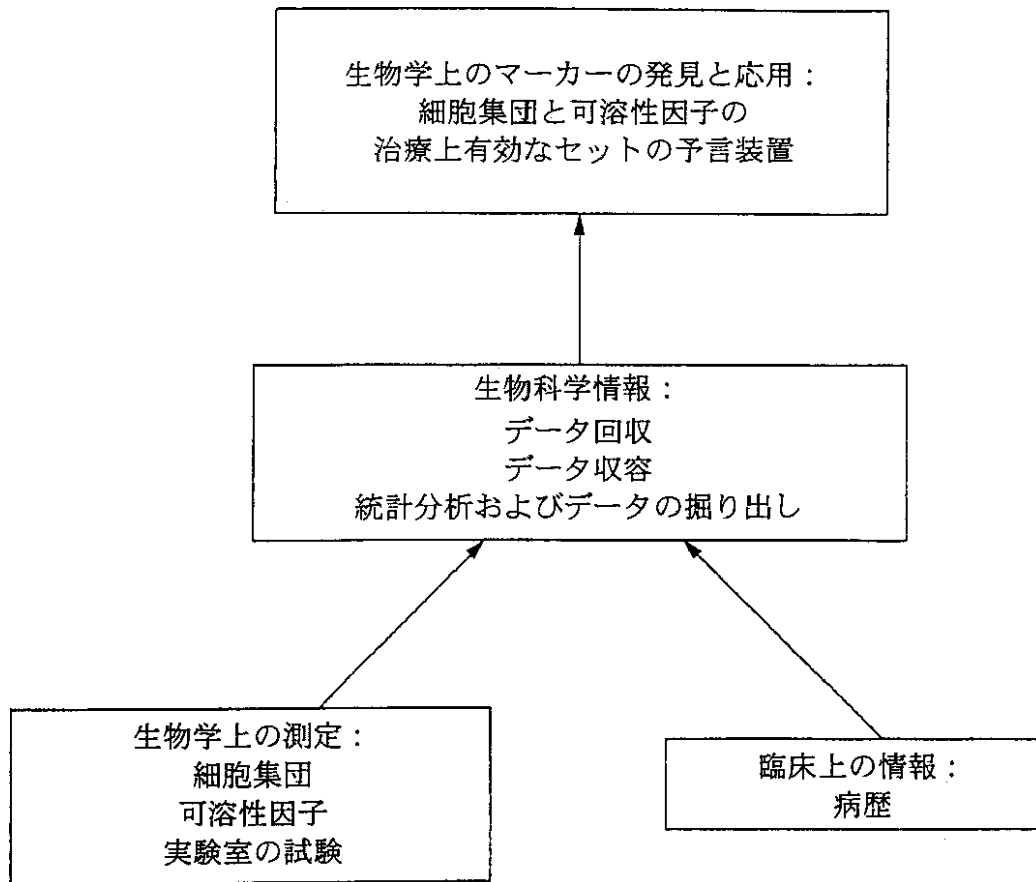 生物学上のマーカーの発見と応用：
細胞集団と可溶性因子の
治療上有効なセットの予言装置
生物科学情報：
データ回収
データ収容
統計分析およびデータの掘り出し
生物学上の測定：
細胞集団
可溶性因子
実験室の試験
臨床上の情報：
病歴